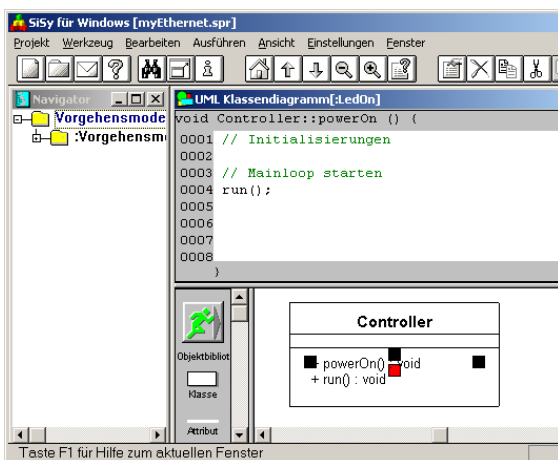 SiSy für Windows [myEthernet.spr]
Projekt Werkzeug Bearbeiten Ausführen Ansicht Einstellungen Fenster
Navigator
Vorgehensmode
:Vorgehensm
UML Klassendiagramm[:LedOn]
void Controller::powerOn () {
0001 // Initialisierungen
0002
0003 // Mainloop starten
0004 run();
0005
0006
0007
0008
}
Objektbibliot
Klasse
Attribut
Controller
+ powerOn() : void
+ run() : void
Taste F1 für Hilfe zum aktuellen Fenster